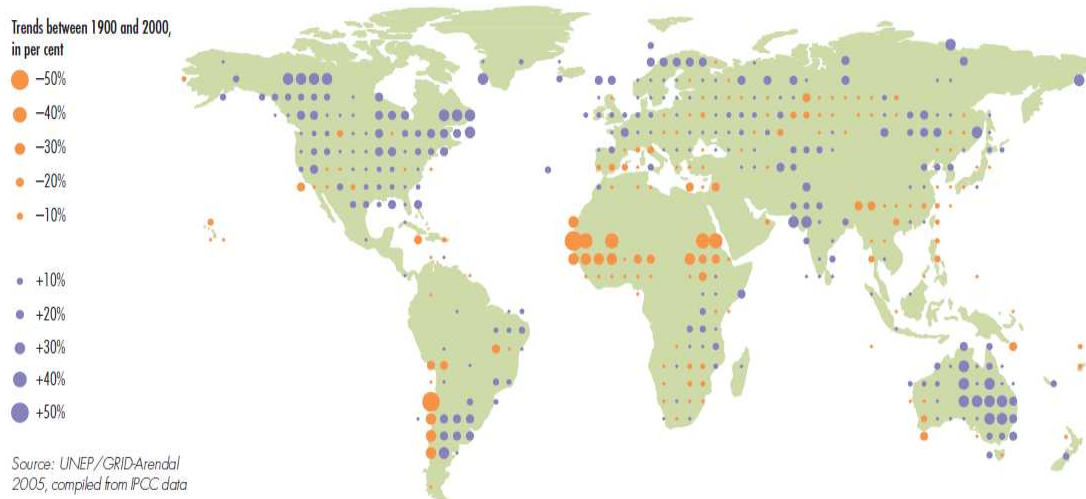 Trends between 1900 and 2000,
in per cent
–50%
–40%
–30%
–20%
–10%
+10%
+20%
+30%
+40%
+50%
Source: UNEP/GRID-Arendal
2005, compiled from IPCC data